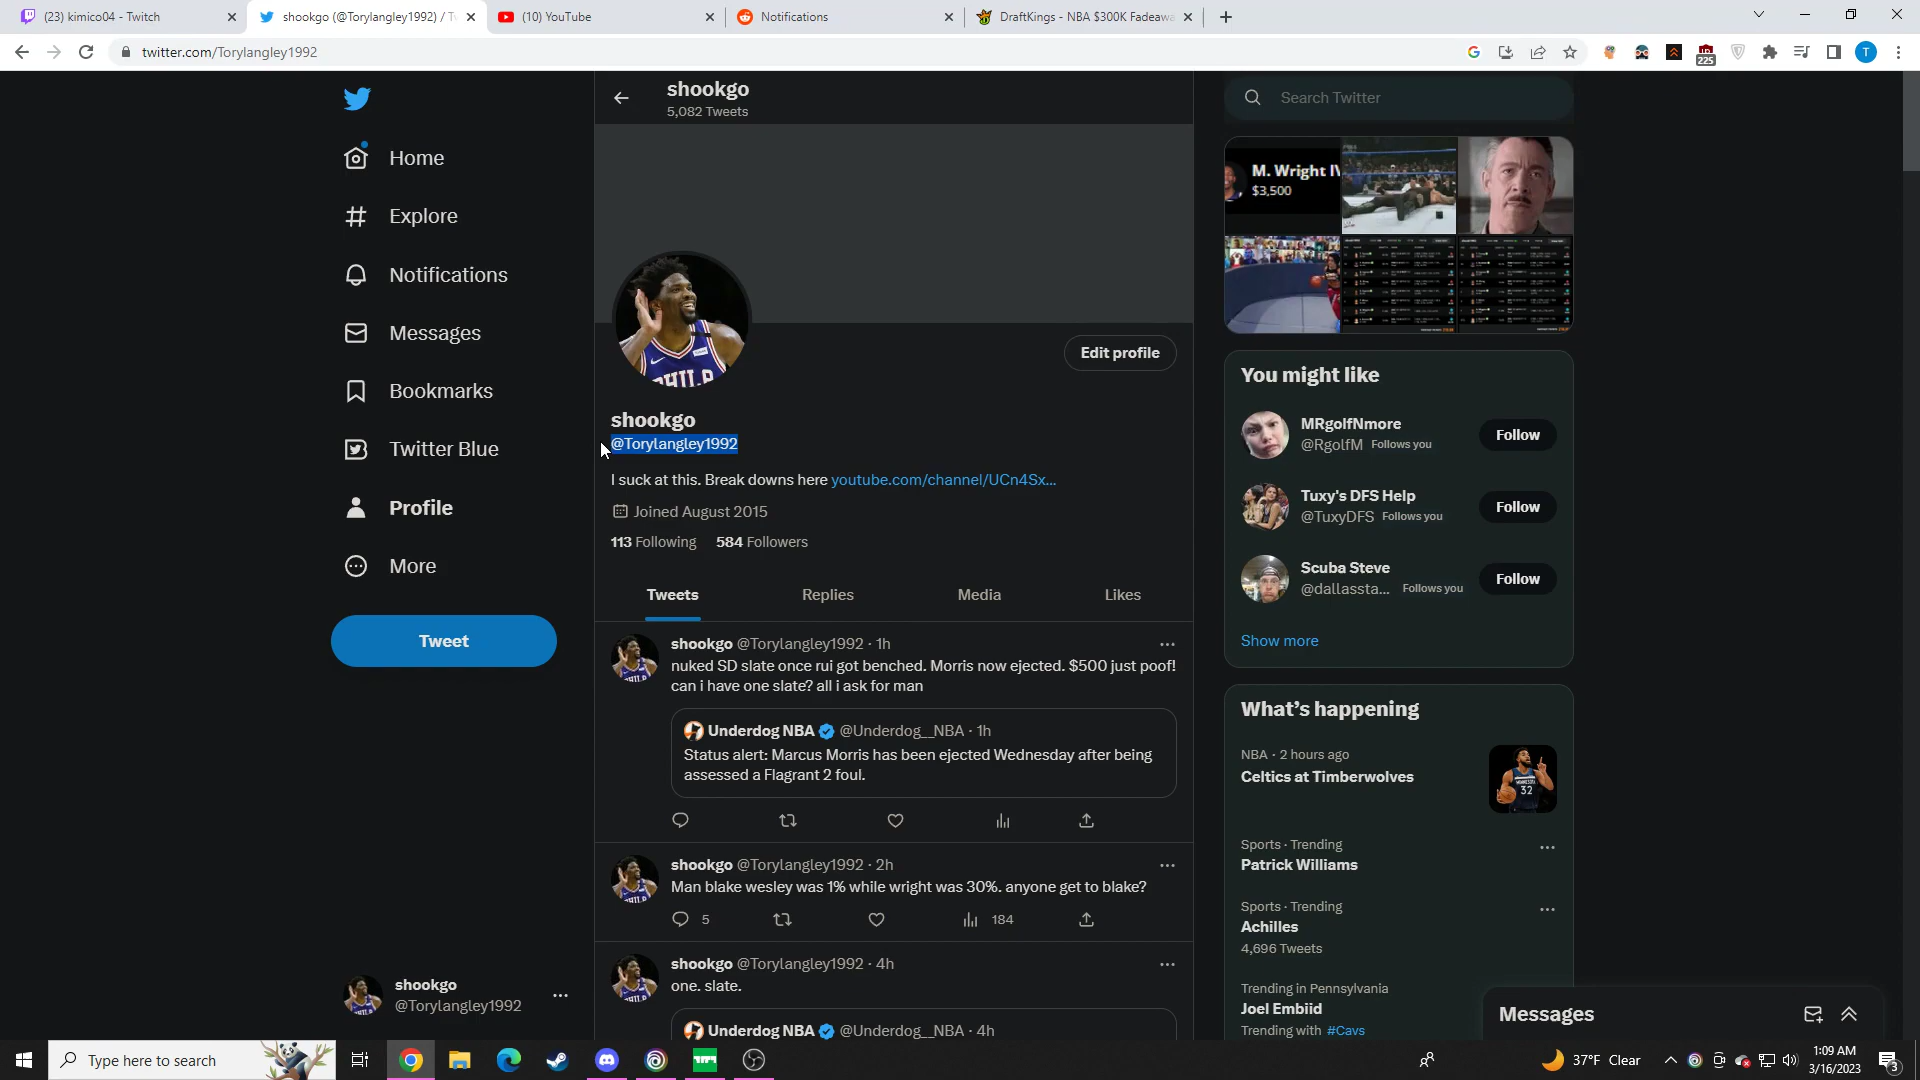 (23) kimico04 - Twitch
shookgo (@Torylangley1992) / Tw
(10) YouTube
Notifications
DraftKings - NBA $300K Fadeawa
twitter.com/Torylangley1992
225
T
shookgo
5,082 Tweets
Search Twitter
Home
Explore
Notifications
Messages
Bookmarks
Twitter Blue
Profile
More
Tweet
shookgo
@Torylangley1992
M. Wright IV
$3,500
PHILA
Edit profile
shookgo
@Torylangley1992
I suck at this. Break downs here youtube.com/channel/UCn4Sx...
Joined August 2015
113 Following 584 Followers
Tweets Replies Media Likes
shookgo @Torylangley1992 · 1h
nuked SD slate once rui got benched. Morris now ejected. $500 just poof!
can i have one slate? all i ask for man
Underdog NBA @Underdog__NBA · 1h
Status alert: Marcus Morris has been ejected Wednesday after being
assessed a Flagrant 2 foul.
shookgo @Torylangley1992 · 2h
Man blake wesley was 1% while wright was 30%. anyone get to blake?
5 184
shookgo @Torylangley1992 · 4h
one. slate.
Underdog NBA @Underdog__NBA · 4h
You might like
MRgolfNmore
@RgolfM Follows you
Follow
Tuxy's DFS Help
@TuxyDFS Follows you
Follow
Scuba Steve
@dallassta... Follows you
Follow
Show more
What's happening
NBA · 2 hours ago
Celtics at Timberwolves
32
Sports · Trending
Patrick Williams
Sports · Trending
Achilles
4,696 Tweets
Trending in Pennsylvania
Joel Embiid
Trending with #Cavs
Messages
Type here to search
37°F Clear
1:09 AM
3/16/2023
3